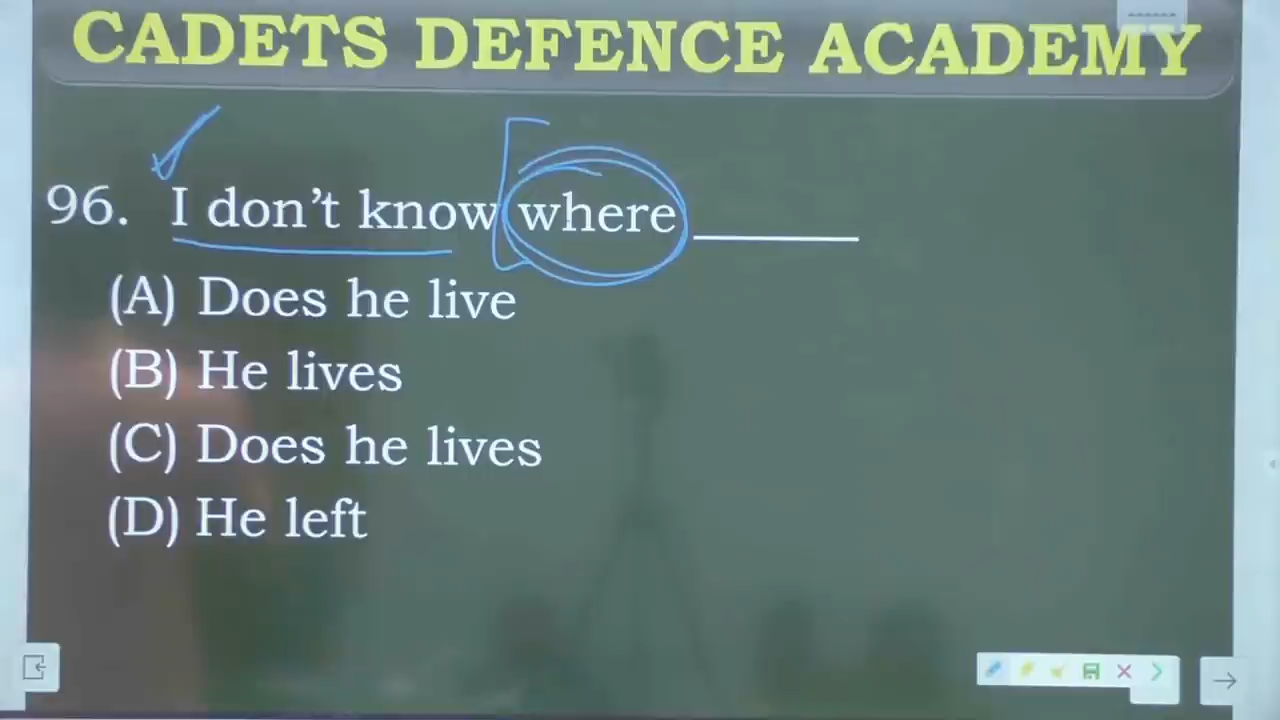 CADETS DEFENCE ACADEMY
96. I don't know where ______
(A) Does he live
(B) He lives
(C) Does he lives
(D) He left